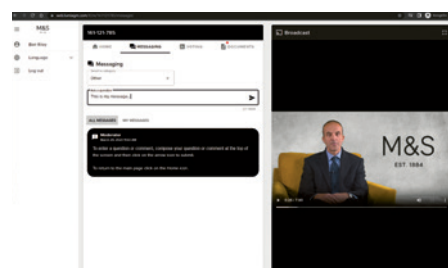 M&S
Ben Riley
Language
Log out
161-121-785
HOME
MESSAGING
VOTING
DOCUMENTS
Messaging
Other
This is my message.
ALL MESSAGES
MY MESSAGES
Moderator
To enter a question or comment, compose your question or comment at the top of
the screen and then click on the arrow icon to submit.
To return to the main page click on the home icon.
Broadcast
M&S
EST. 1884